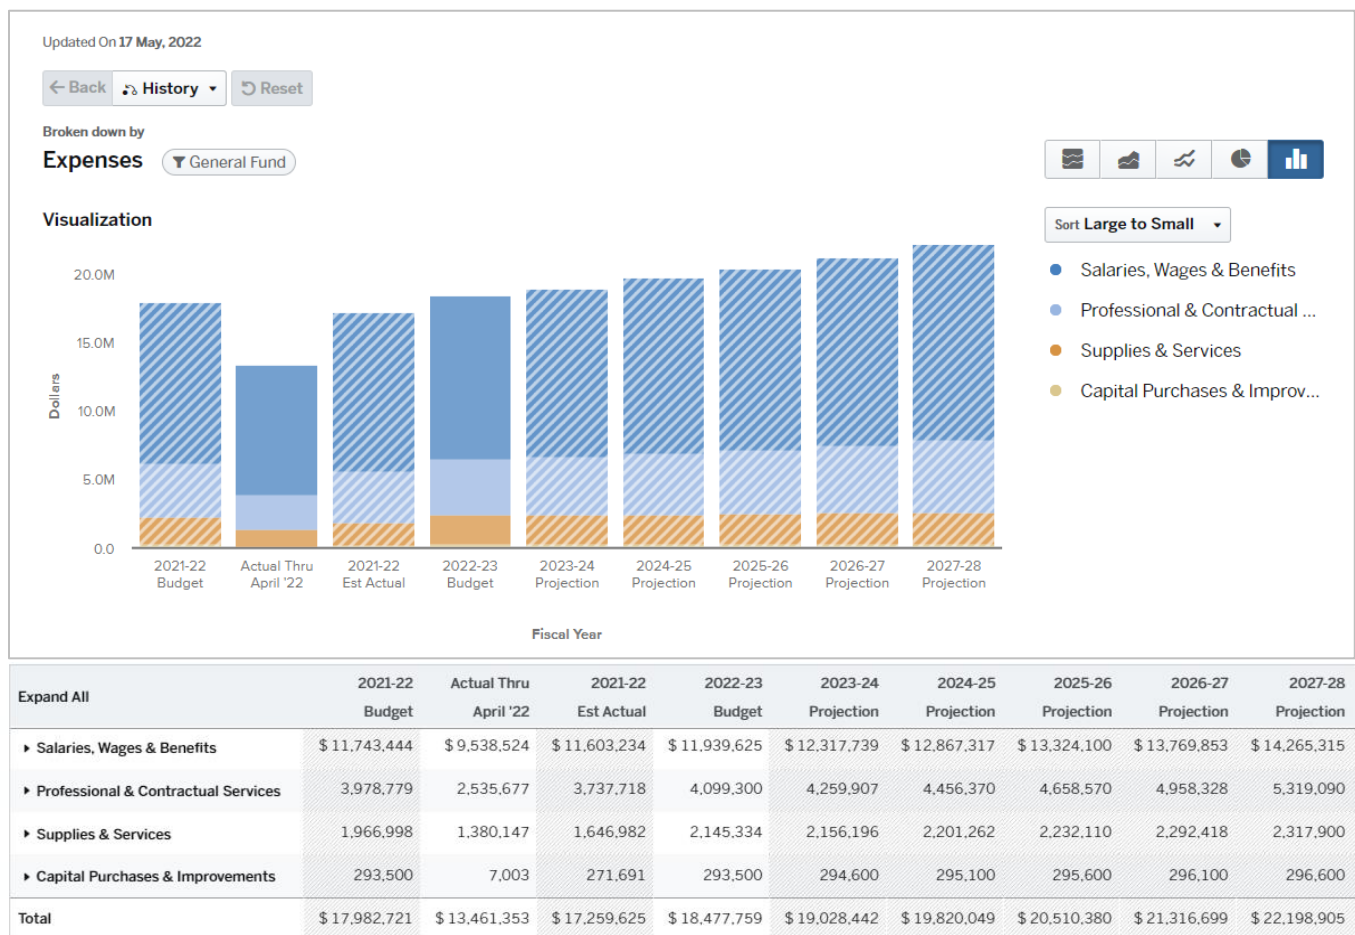 Updated On 17 May, 2022
Back History Reset
Broken down by
Expenses General Fund
Visualization
Sort Large to Small
Salaries, Wages & Benefits
Professional & Contractual ...
Supplies & Services
Capital Purchases & Improv...
Dollars
20.0M
15.0M
10.0M
5.0M
0.0
2021-22 Actual Thru 2021-22 2022-23 2023-24 2024-25 2025-26 2026-27 2027-28
Budget April '22 Est Actual Budget Projection Projection Projection Projection Projection
Fiscal Year
Expand All
2021-22 Actual Thru 2021-22 2022-23 2023-24 2024-25 2025-26 2026-27 2027-28
Budget April '22 Est Actual Budget Projection Projection Projection Projection Projection
Salaries, Wages & Benefits $ 11,743,444 $ 9,538,524 $ 11,603,234 $ 11,939,625 $ 12,317,739 $ 12,867,317 $ 13,324,100 $ 13,769,853 $ 14,265,315
Professional & Contractual Services 3,978,779 2,535,677 3,737,718 4,099,300 4,259,907 4,456,370 4,658,570 4,958,328 5,319,090
Supplies & Services 1,966,998 1,380,147 1,646,982 2,145,334 2,156,196 2,201,262 2,232,110 2,292,418 2,317,900
Capital Purchases & Improvements 293,500 7,003 271,691 293,500 294,600 295,100 295,600 296,100 296,600
Total $ 17,982,721 $ 13,461,353 $ 17,259,625 $ 18,477,759 $ 19,028,442 $ 19,820,049 $ 20,510,380 $ 21,316,699 $ 22,198,905